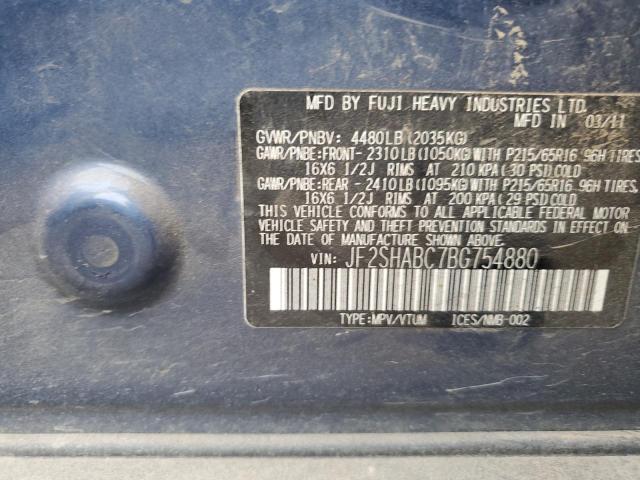 MFD BY FUJI HEAVY INDUSTRIES LTD.
MFD IN 03/11
GVWR/PNBV: 4480LB(2035KG)
GAWR/PNBE:FRONT- 2310LB(1050KG)WITH P215/65R16 96H TIRES,
16X6 1/2J RIMS AT 210 KPA(30 PSI)COLD
GAWR/PNBE:REAR - 2410LB(1095KG)WITH P215/65R16 96H TIRES,
16X6 1/2J RIMS AT 200 KPA(29 PSI)COLD
THIS VEHICLE CONFORMS TO ALL APPLICABLE FEDERAL MOTOR
VEHICLE SAFETY AND THEFT PREVENTION STANDARDS IN EFFECT ON
THE DATE OF MANUFACTURE SHOWN ABOVE.
VIN: JF2SHABC7BG754880
TYPE:MPV/VTUM ICES/NMB-002